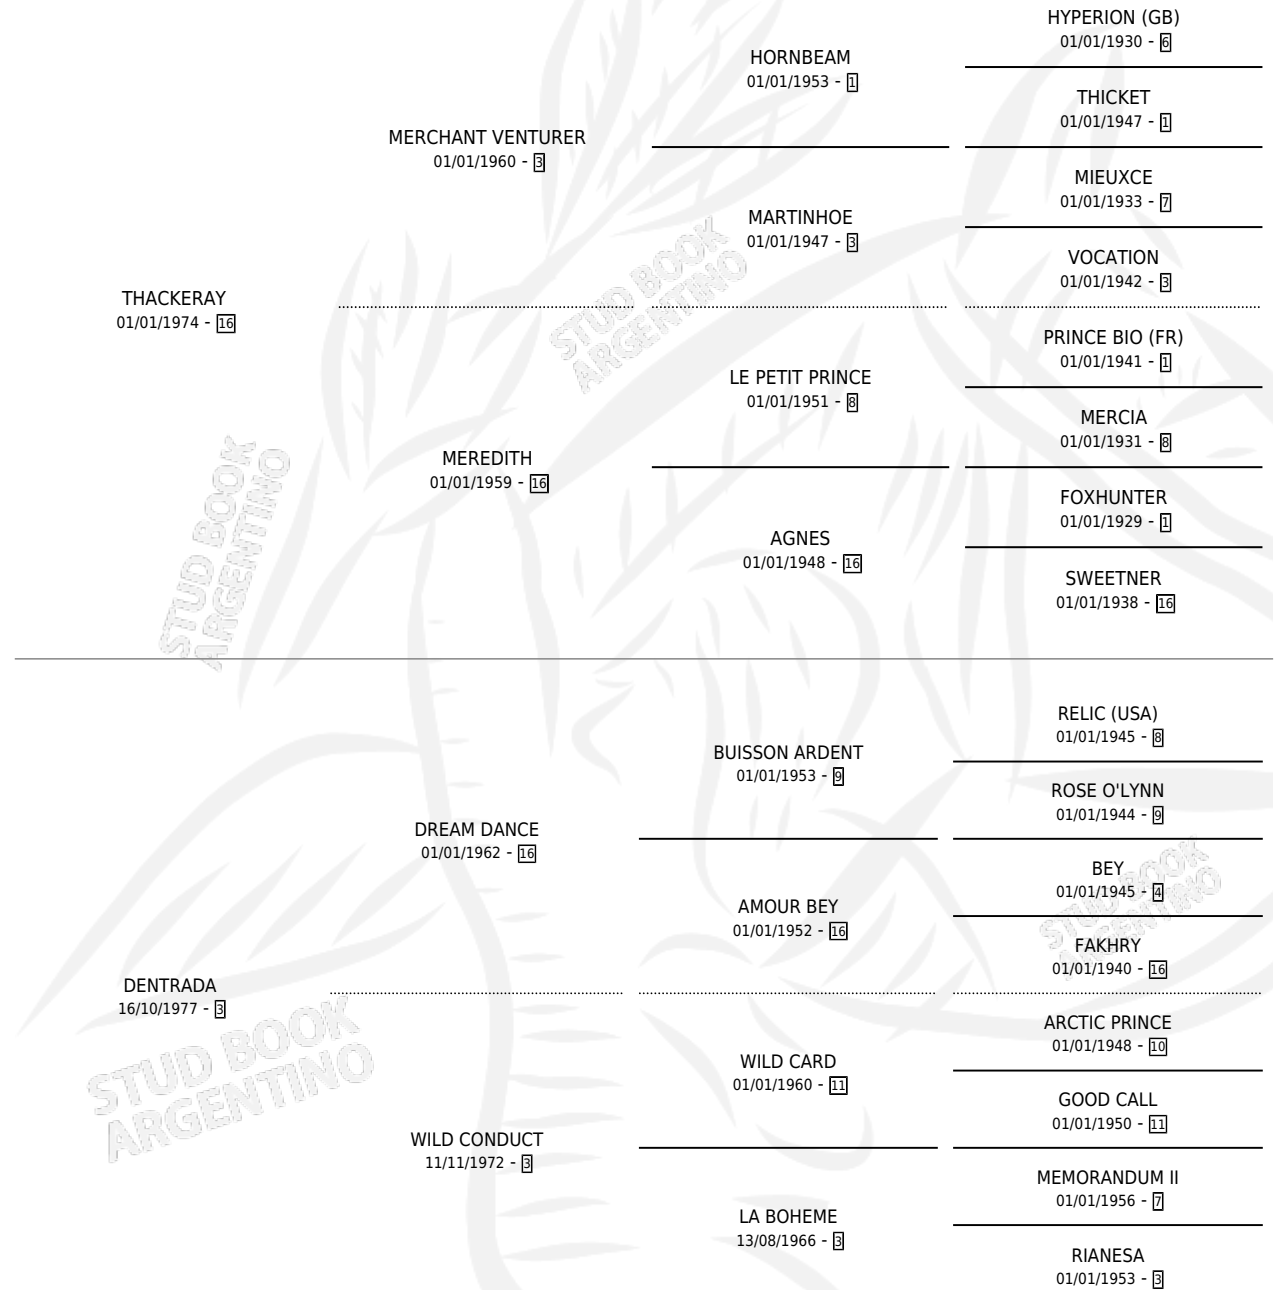 HYPERION (GB)
01/01/1930 - 6
HORNBEAM
01/01/1953 - 1
THICKET
01/01/1947 - 1
MERCHANT VENTURER
01/01/1960 - 3
MIEUXCE
01/01/1933 - 7
MARTINHOE
01/01/1947 - 3
VOCATION
01/01/1942 - 3
STUD BOOK
ARGENTINO
THACKERAY
01/01/1974 - 16
PRINCE BIO (FR)
01/01/1941 - 1
LE PETIT PRINCE
01/01/1951 - 8
MERCIA
01/01/1931 - 8
MEREDITH
01/01/1959 - 16
FOXHUNTER
01/01/1929 - 1
AGNES
01/01/1948 - 16
SWEETNER
01/01/1938 - 16
STUD BOOK
ARGENTINO
RELIC (USA)
01/01/1945 - 8
BUISSON ARDENT
01/01/1953 - 9
ROSE O'LYNN
01/01/1944 - 9
DREAM DANCE
01/01/1962 - 16
BEY
01/01/1945 - 4
AMOUR BEY
01/01/1952 - 16
FAKHRY
01/01/1940 - 16
STUD BOOK
ARGENTINO
DENTRADA
16/10/1977 - 3
ARCTIC PRINCE
01/01/1948 - 10
WILD CARD
01/01/1960 - 11
GOOD CALL
01/01/1950 - 11
STUD BOOK
ARGENTINO
WILD CONDUCT
11/11/1972 - 3
MEMORANDUM II
01/01/1956 - 7
LA BOHEME
13/08/1966 - 3
RIANESA
01/01/1953 - 3